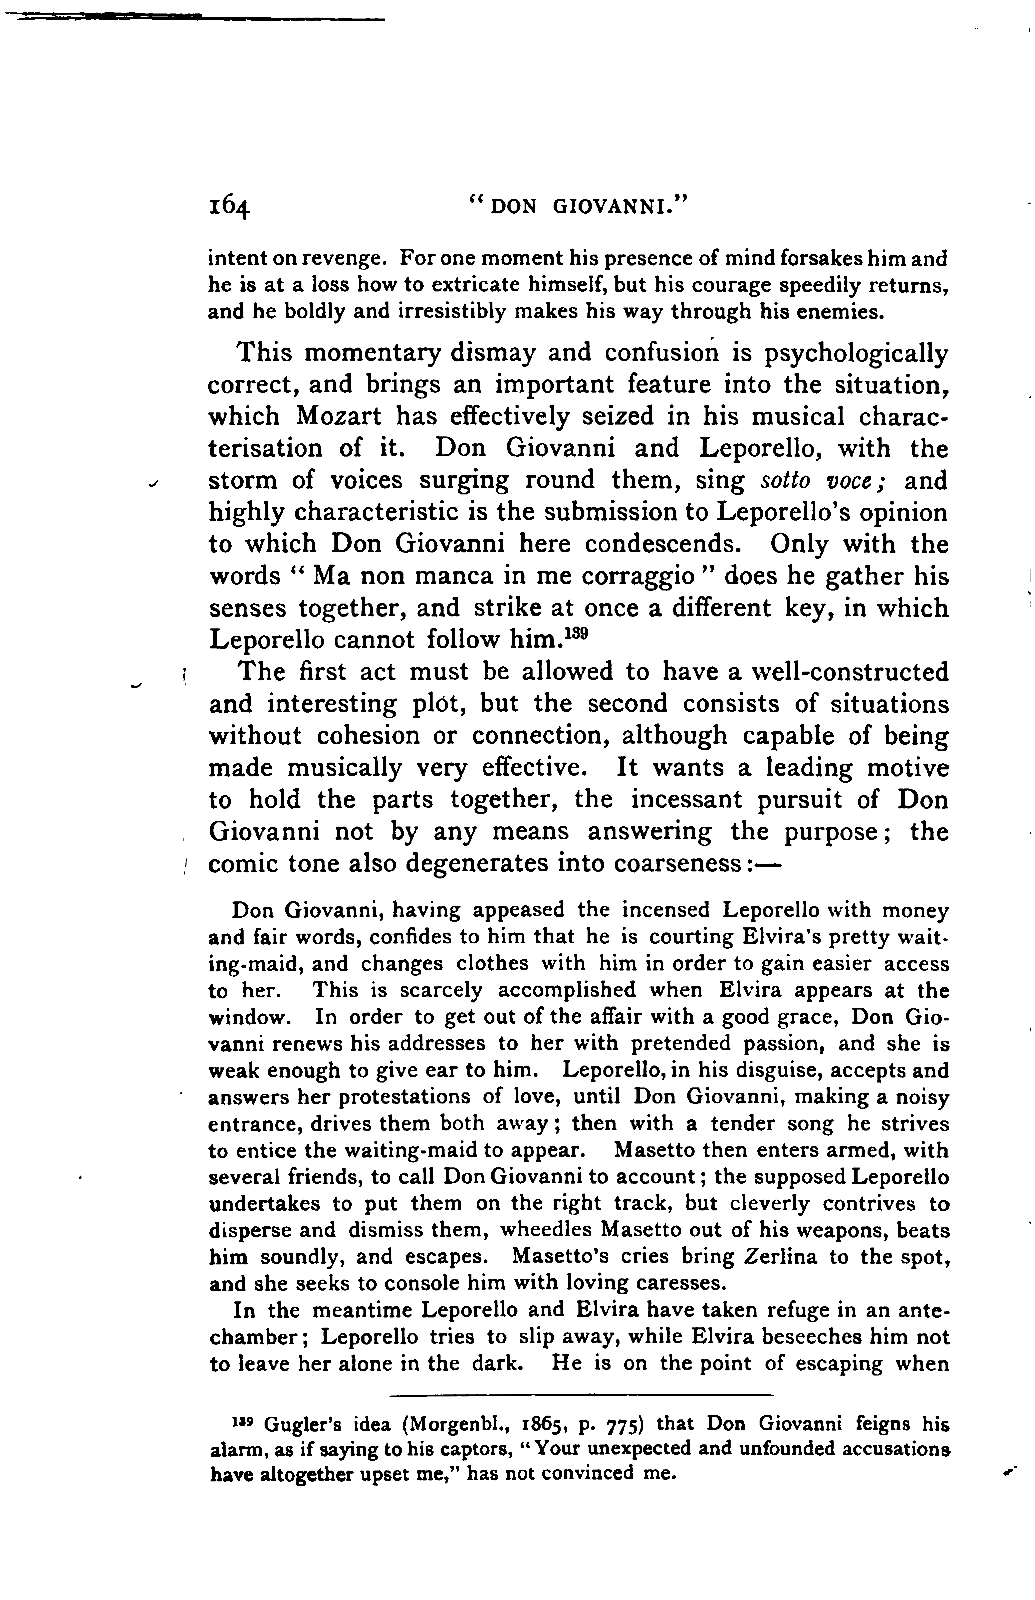 164 "DON GIOVANNI."
intent on revenge. For one moment his presence of mind forsakes him and
he is at a loss how to extricate himself, but his courage speedily returns,
and he boldly and irresistibly makes his way through his enemies.
This momentary dismay and confusion is psychologically
correct, and brings an important feature into the situation,
which Mozart has effectively seized in his musical charac-
terisation of it. Don Giovanni and Leporello, with the
storm of voices surging round them, sing sotto voce; and
highly characteristic is the submission to Leporello's opinion
to which Don Giovanni here condescends. Only with the
words "Ma non manca in me corraggio" does he gather his
senses together, and strike at once a different key, in which
Leporello cannot follow him.¹³⁹
The first act must be allowed to have a well-constructed
and interesting plot, but the second consists of situations
without cohesion or connection, although capable of being
made musically very effective. It wants a leading motive
to hold the parts together, the incessant pursuit of Don
Giovanni not by any means answering the purpose; the
comic tone also degenerates into coarseness:—
Don Giovanni, having appeased the incensed Leporello with money
and fair words, confides to him that he is courting Elvira's pretty wait-
ing-maid, and changes clothes with him in order to gain easier access
to her. This is scarcely accomplished when Elvira appears at the
window. In order to get out of the affair with a good grace, Don Gio-
vanni renews his addresses to her with pretended passion, and she is
weak enough to give ear to him. Leporello, in his disguise, accepts and
answers her protestations of love, until Don Giovanni, making a noisy
entrance, drives them both away; then with a tender song he strives
to entice the waiting-maid to appear. Masetto then enters armed, with
several friends, to call Don Giovanni to account; the supposed Leporello
undertakes to put them on the right track, but cleverly contrives to
disperse and dismiss them, wheedles Masetto out of his weapons, beats
him soundly, and escapes. Masetto's cries bring Zerlina to the spot,
and she seeks to console him with loving caresses.
In the meantime Leporello and Elvira have taken refuge in an ante-
chamber; Leporello tries to slip away, while Elvira beseeches him not
to leave her alone in the dark. He is on the point of escaping when
¹³⁹ Gugler's idea (Morgenbl., 1865, p. 775) that Don Giovanni feigns his
alarm, as if saying to his captors, "Your unexpected and unfounded accusations
have altogether upset me," has not convinced me.